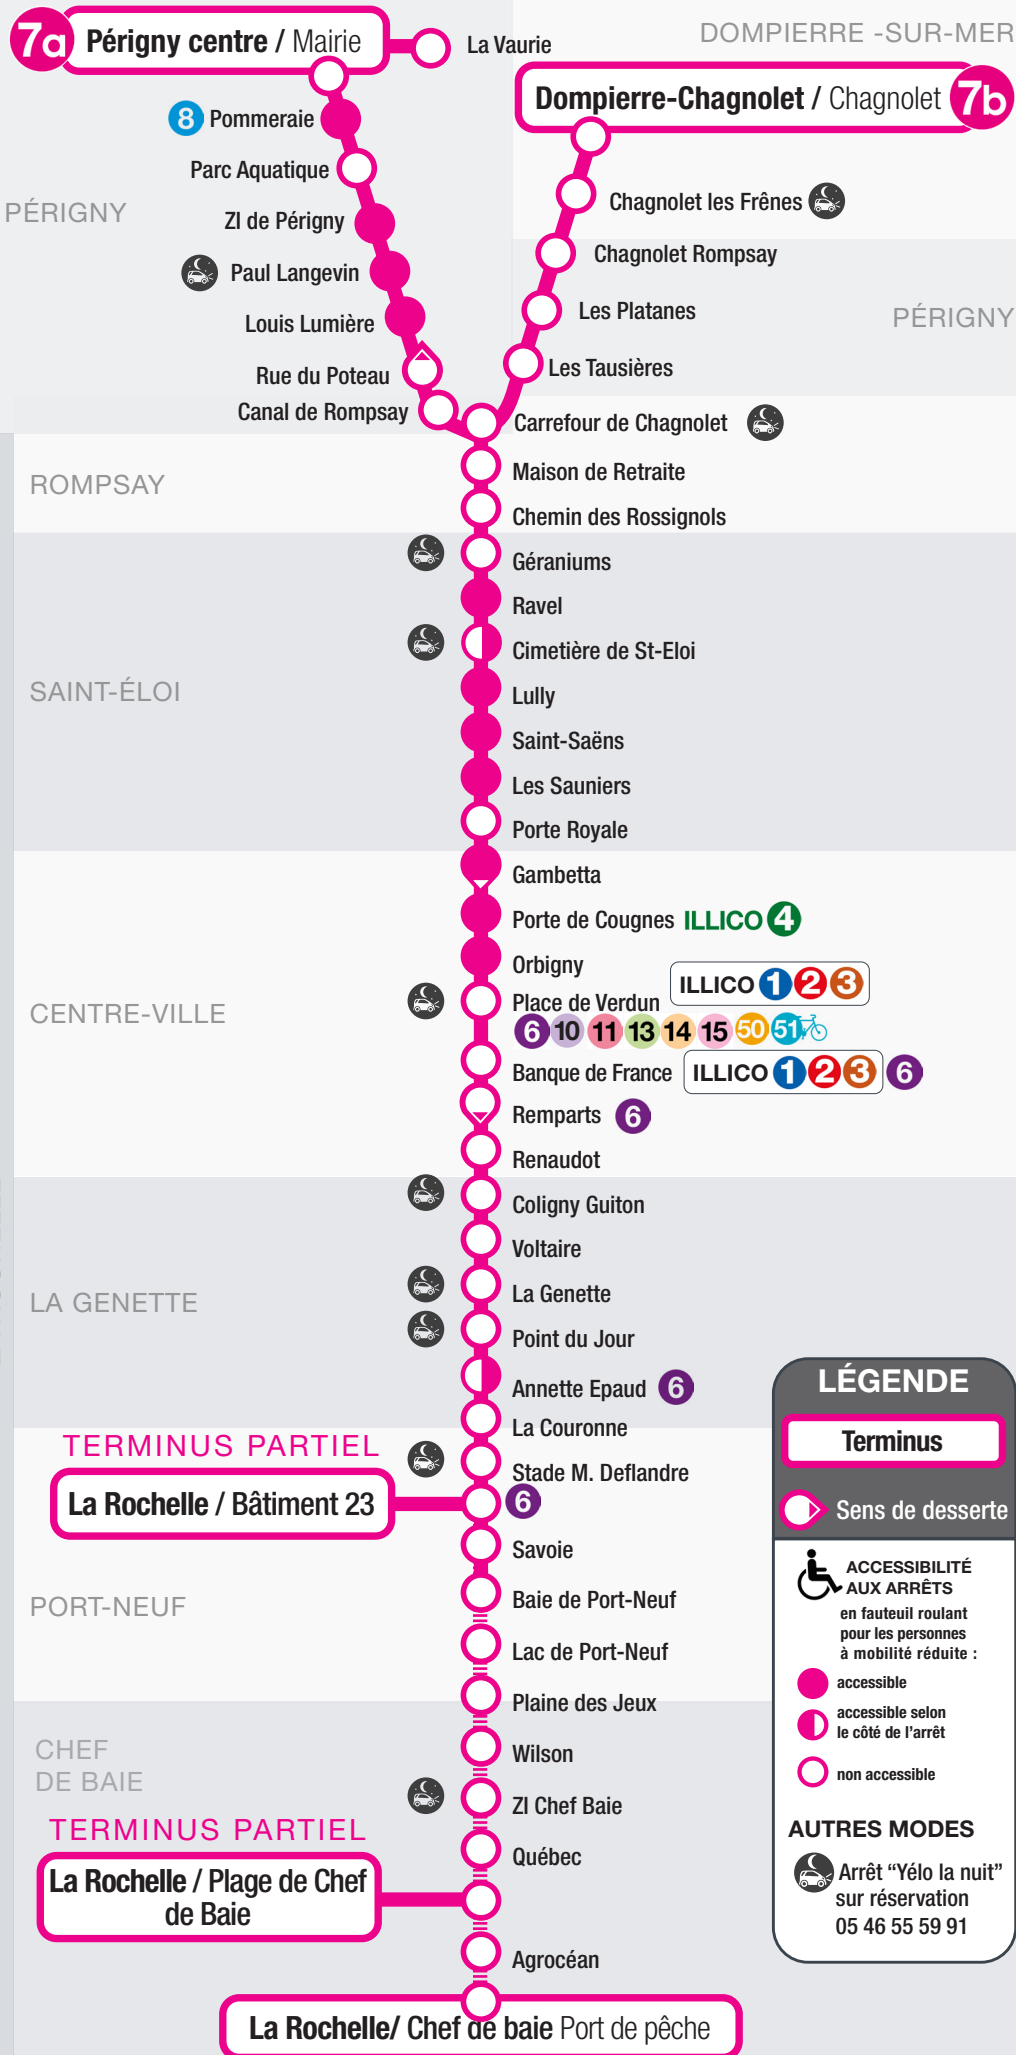 7a Périgny centre / Mairie
La Vaurie
DOMPIERRE -SUR-MER
Dompierre-Chagnolet / Chagnolet 7b
8 Pommeraie
Parc Aquatique
PÉRIGNY
ZI de Périgny
Paul Langevin
Louis Lumière
Rue du Poteau
Canal de Rompsay
Chagnolet les Frênes
Chagnolet Rompsay
Les Platanes
PÉRIGNY
Les Tausières
Carrefour de Chagnolet
Maison de Retraite
ROMPSAY
Chemin des Rossignols
Géraniums
Ravel
Cimetière de St-Eloi
SAINT-ÉLOI
Lully
Saint-Saëns
Les Sauniers
Porte Royale
Gambetta
Porte de Cougnes ILLICO 4
Orbigny
CENTRE-VILLE
Place de Verdun ILLICO 1 2 3
6 10 11 13 14 15 50 51
Banque de France ILLICO 1 2 3 6
Remparts 6
Renaudot
Coligny Guiton
Voltaire
LA GENETTE
La Genette
Point du Jour
Annette Epaud 6
La Couronne
TERMINUS PARTIEL
Stade M. Deflandre
La Rochelle / Bâtiment 23
6
Savoie
PORT-NEUF
Baie de Port-Neuf
Lac de Port-Neuf
Plaine des Jeux
CHEF
DE BAIE
Wilson
ZI Chef Baie
TERMINUS PARTIEL
Québec
La Rochelle / Plage de Chef
de Baie
Agrocéan
La Rochelle/ Chef de baie Port de pêche
LÉGENDE
Terminus
Sens de desserte
ACCESSIBILITÉ
AUX ARRÊTS
en fauteuil roulant
pour les personnes
à mobilité réduite :
accessible
accessible selon
le côté de l'arrêt
non accessible
AUTRES MODES
Arrêt “Yélo la nuit”
sur réservation
05 46 55 59 91